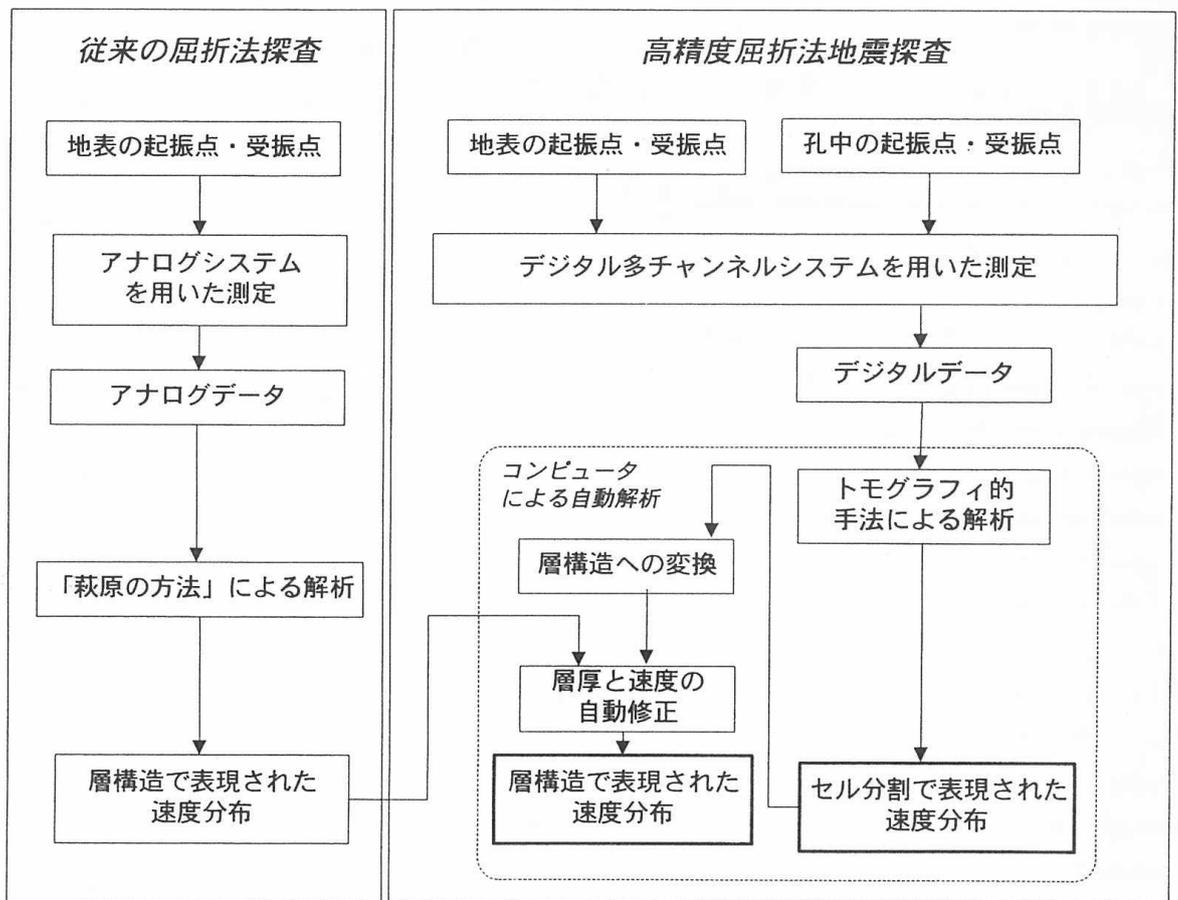 従来の屈折法探査
地表の起振点・受振点
アナログシステム
を用いた測定
アナログデータ
「萩原の方法」による解析
層構造で表現された
速度分布
高精度屈折法地震探査
地表の起振点・受振点
孔中の起振点・受振点
デジタル多チャンネルシステムを用いた測定
デジタルデータ
コンピュータ
による自動解析
トモグラフィ的
手法による解析
層構造への変換
層厚と速度の
自動修正
層構造で表現された
速度分布
セル分割で表現された
速度分布